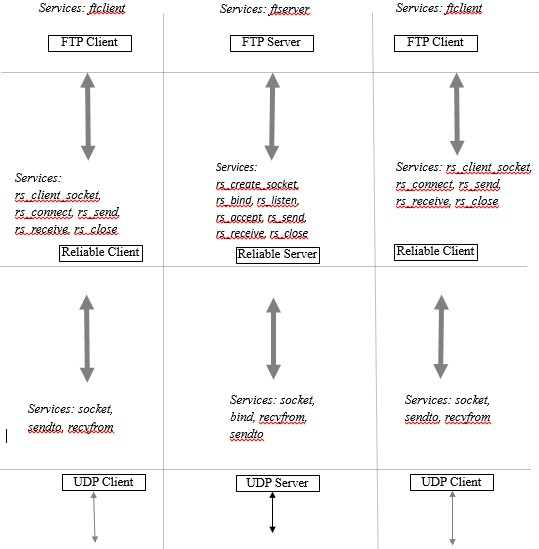 Services: ftclient
Services: ftserver
Services: ftclient
FTP Client
FTP Server
FTP Client
Services:
rs_client_socket,
rs_connect, rs_send,
rs_receive, rs_close
Services:
rs_create_socket,
rs_bind, rs_listen,
rs_accept, rs_send,
rs_receive, rs_close
Services: rs_client_socket,
rs_connect, rs_send,
rs_receive, rs_close
Reliable Client
Reliable Server
Reliable Client
Services: socket,
sendto, recvfrom
Services: socket,
bind, recvfrom,
sendto
Services: socket,
sendto, recvfrom
UDP Client
UDP Server
UDP Client